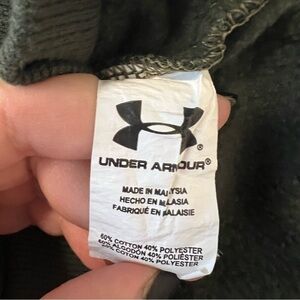 UNDER ARMOUR®
MADE IN MALAYSIA
HECHO EN MALASIA
FABRIQUÉ EN MALAISIE
60% COTTON 40% POLYESTER
60% ALGODÓN 40% POLIÉSTER
60% COTON 40% POLYESTER